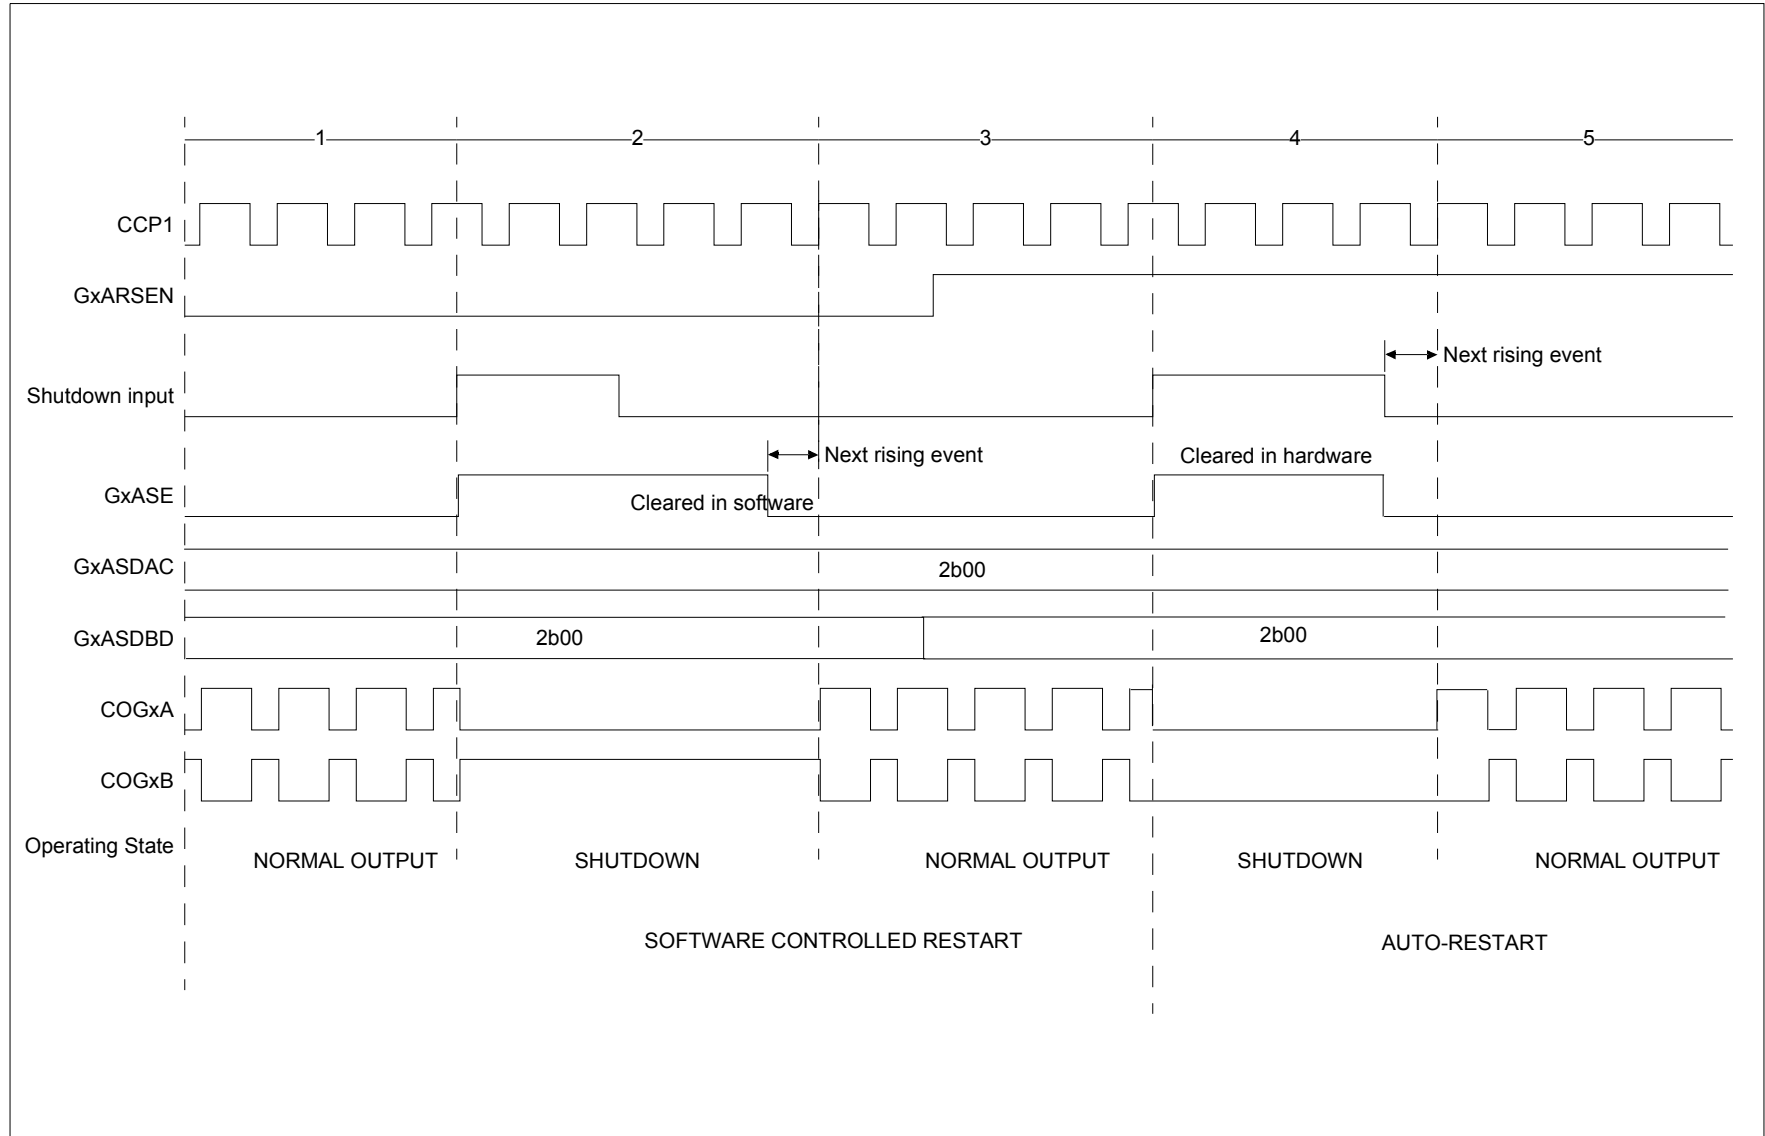 1 2 3 4 5
CCP1
GxARSEN
Next rising event
Shutdown input
Next rising event
Cleared in hardware
GxASE
Cleared in software
GxASDAC
2b00
GxASDBD
2b00 2b00
COGxA
COGxB
Operating State
NORMAL OUTPUT SHUTDOWN NORMAL OUTPUT SHUTDOWN NORMAL OUTPUT
SOFTWARE CONTROLLED RESTART AUTO-RESTART